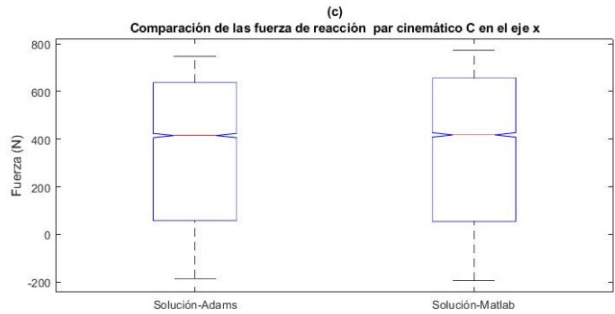 (c)
Comparación de las fuerza de reacción par cinemático C en el eje x
Fuerza (N)
800
600
400
200
0
-200
Solución-Adams
Solución-Matlab